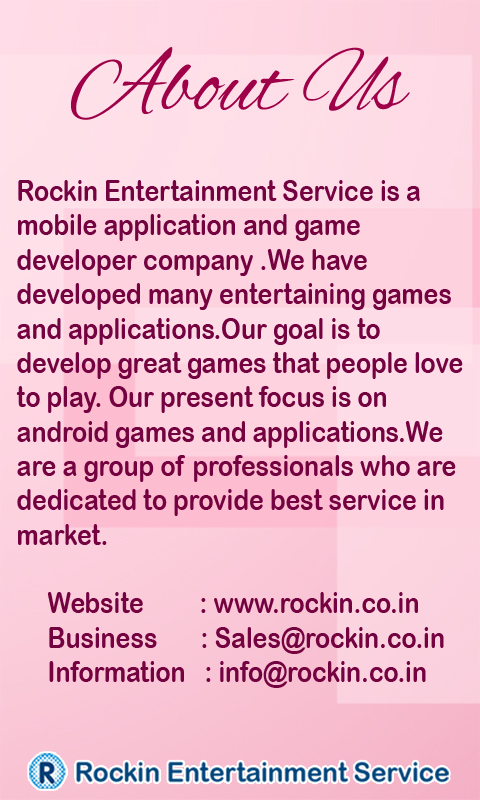 About Us
Rockin Entertainment Service is a
mobile application and game
developer company .We have
developed many entertaining games
and applications.Our goal is to
develop great games that people love
to play. Our present focus is on
android games and applications.We
are a group of professionals who are
dedicated to provide best service in
market.
Website : www.rockin.co.in
Business : Sales@rockin.co.in
Information : info@rockin.co.in
R Rockin Entertainment Service